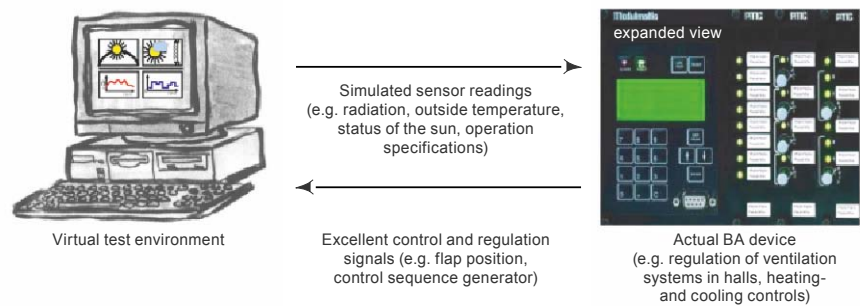 Modulmatis
expanded view
Simulated sensor readings
(e.g. radiation, outside temperature,
status of the sun, operation
specifications)
Virtual test environment
Excellent control and regulation
signals (e.g. flap position,
control sequence generator)
Actual BA device
(e.g. regulation of ventilation
systems in halls, heating-
and cooling controls)